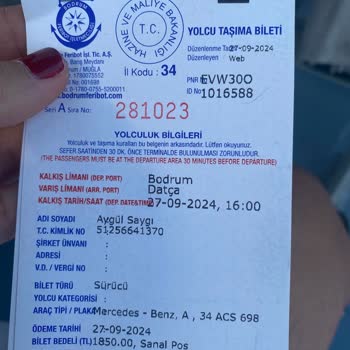 BODRUM
Feribot İşl. Tic. A.Ş.
Barış Meydanı
Bodrum / MUĞLA
www.bodrumferibot.com
HAZİNE VE MALİYE BAKANLIĞI
T.C.
İl Kodu : 34
YOLCU TAŞIMA BİLETİ
Düzenlenme Tarihi 27-09-2024
Düzenleyen Web
PNR EVW30O
ID No 1016588
Seri A Sıra No: 281023
YOLCULUK BİLGİLERİ
Yolculuk ve taşıma kuralları bu belgenin arkasındadır. Lütfen okuyunuz.
SEFER SAATİNDEN 30 DK. ÖNCE TERMİNALDE BULUNULMASI ZORUNLUDUR.
(THE PASSENGERS MUST BE AT THE DEPARTURE AREA 30 MINUTES BEFORE DEPARTURE)
KALKIŞ LİMANI (DEP. PORT) Bodrum
VARIŞ LİMANI (ARR. PORT) Datça
KALKIŞ TARİH/SAAT (DEP. DATE/TIME) 27-09-2024, 16:00
ADI SOYADI Aygül Saygı
T.C. KİMLİK NO 51256641370
ŞİRKET ÜNVANI :
ADRESİ :
V.D. / VERGİ NO :
BİLET TÜRÜ Sürücü
YOLCU KATEGORİSİ :
ARAÇ TİPİ / PLAKA Mercedes - Benz, A , 34 ACS 698
ÖDEME TARİHİ 27-09-2024
BİLET BEDELİ (TL) 1850.00, Sanal Pos